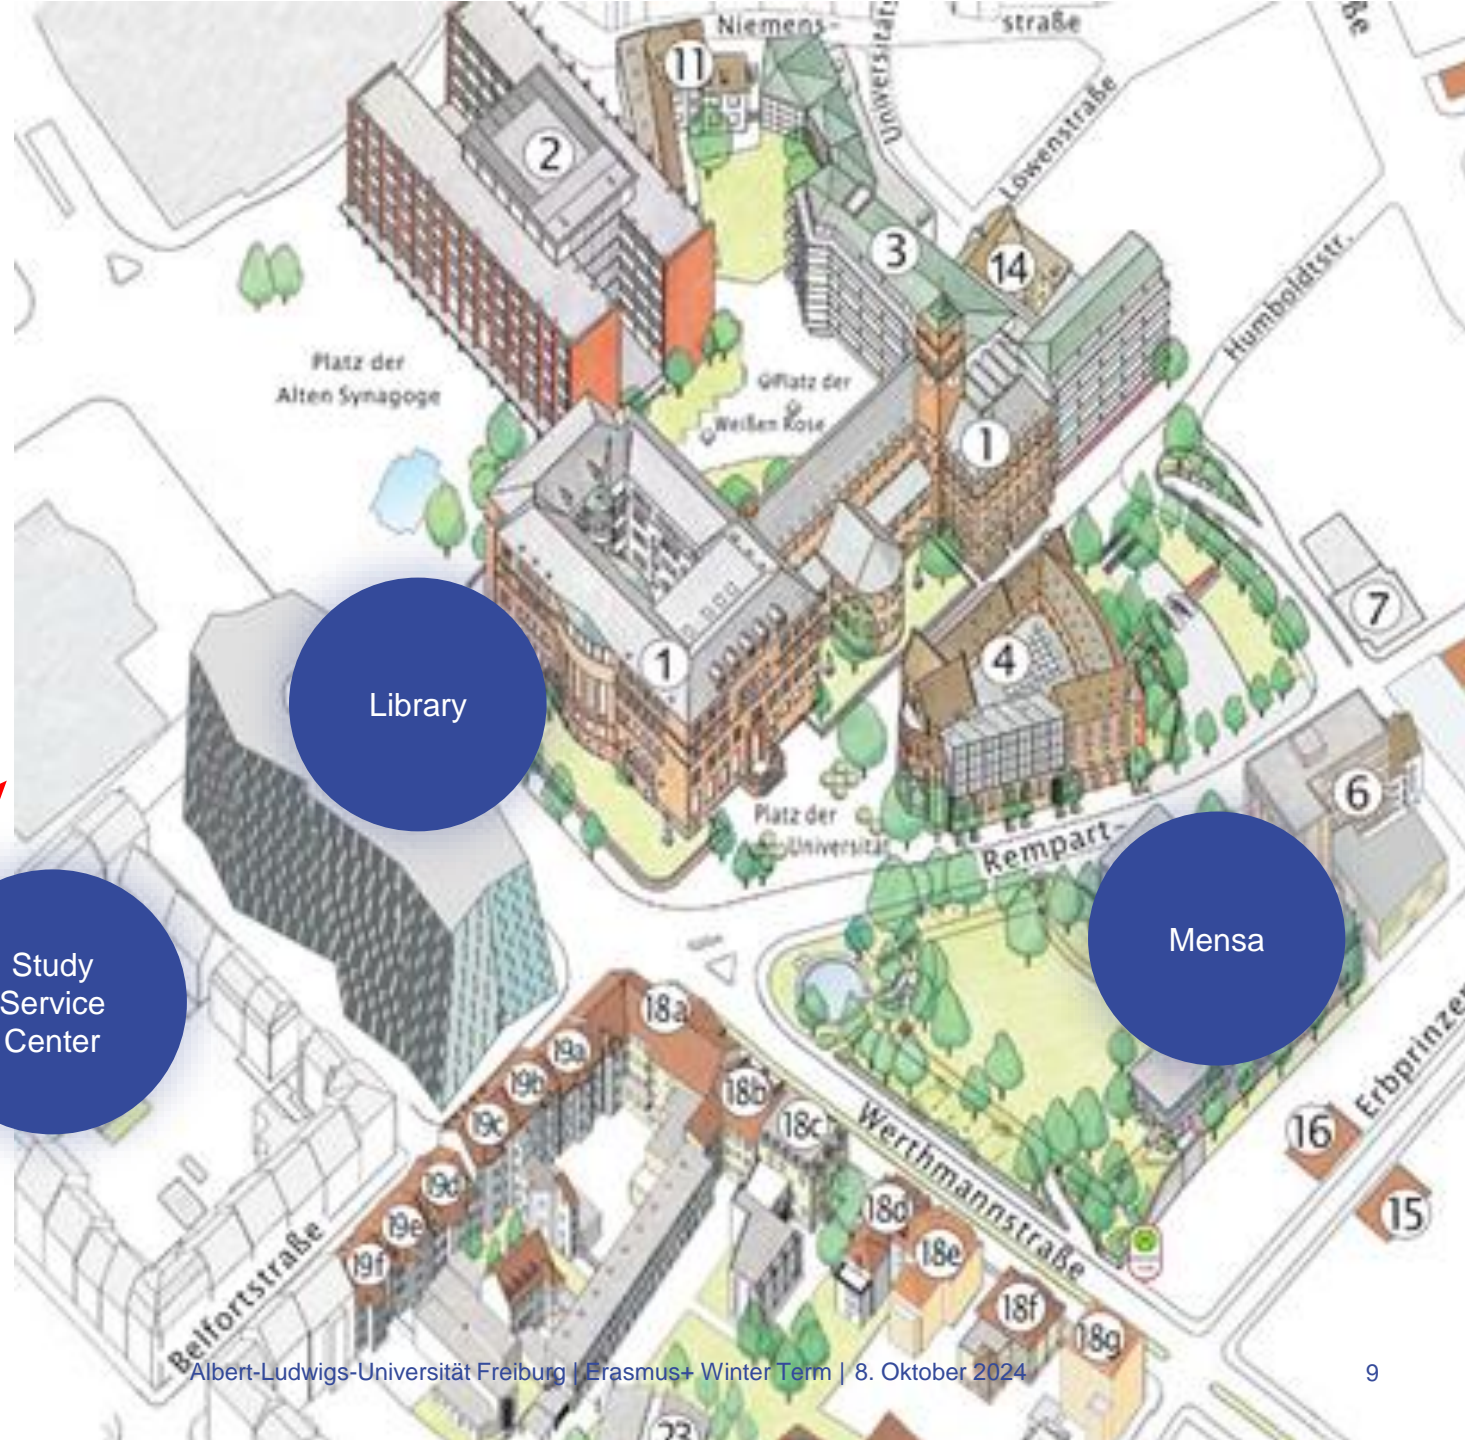 Niemens-
straße
Universitäts
ße
11
2
Löwenstraße
3
14
Humboldtstr.
Platz der
Alten Synagoge
Platz der
Weißen Rose
1
7
1
4
Library
6
Platz der
Universität
Rempart-
Mensa
Study
Service
Center
18a
19a
19b
18b
19c
18c
Werthmannstraße
Erbprinzen
16
19d
18d
15
19e
18e
19f
Belfortstraße
18f
18g
Albert-Ludwigs-Universität Freiburg | Erasmus+ Winter Term | 8. Oktober 2024
9
23